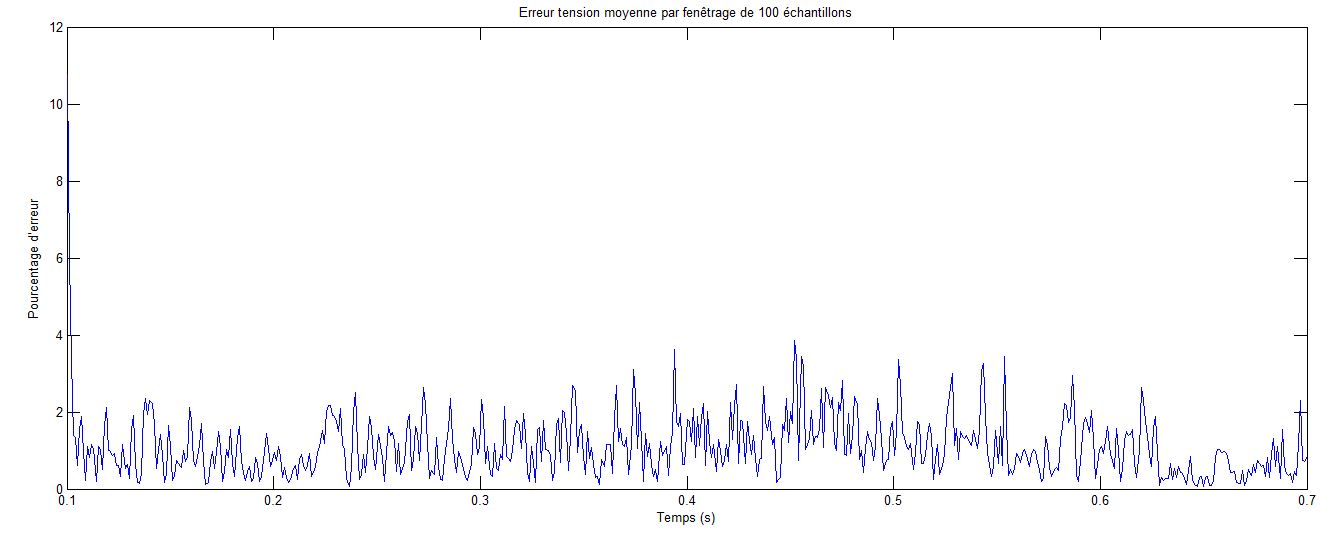 Erreur tension moyenne par fenêtrage de 100 échantillons
12
10
8
6
4
2
0
Pourcentage d'erreur
0.1 0.2 0.3 0.4 0.5 0.6 0.7
Temps (s)